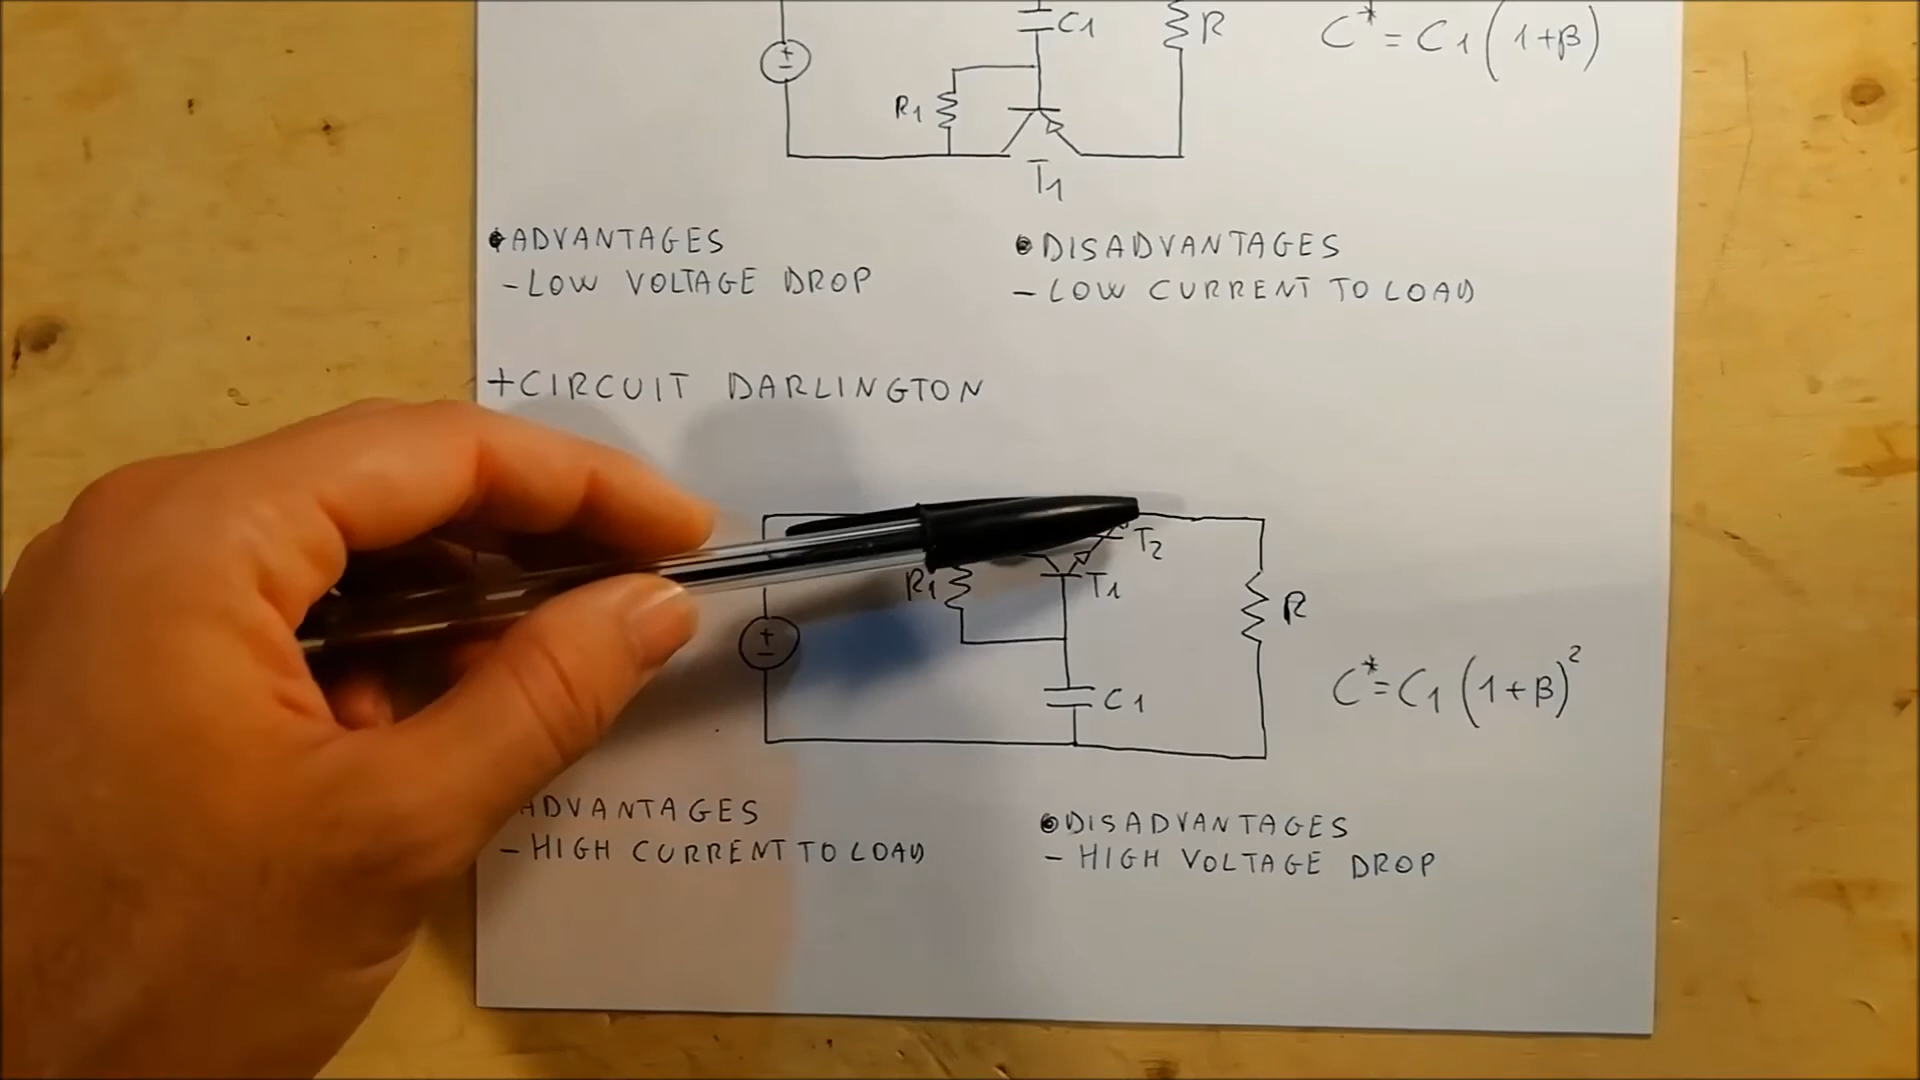 C1
R
C* = C1 (1+β)
+
-
R1
T1
•ADVANTAGES
-LOW VOLTAGE DROP
•DISADVANTAGES
-LOW CURRENT TO LOAD
+CIRCUIT DARLINGTON
T2
R1
T1
R
+
-
C1
C* = C1 (1+β)²
ADVANTAGES
-HIGH CURRENT TO LOAD
•DISADVANTAGES
-HIGH VOLTAGE DROP